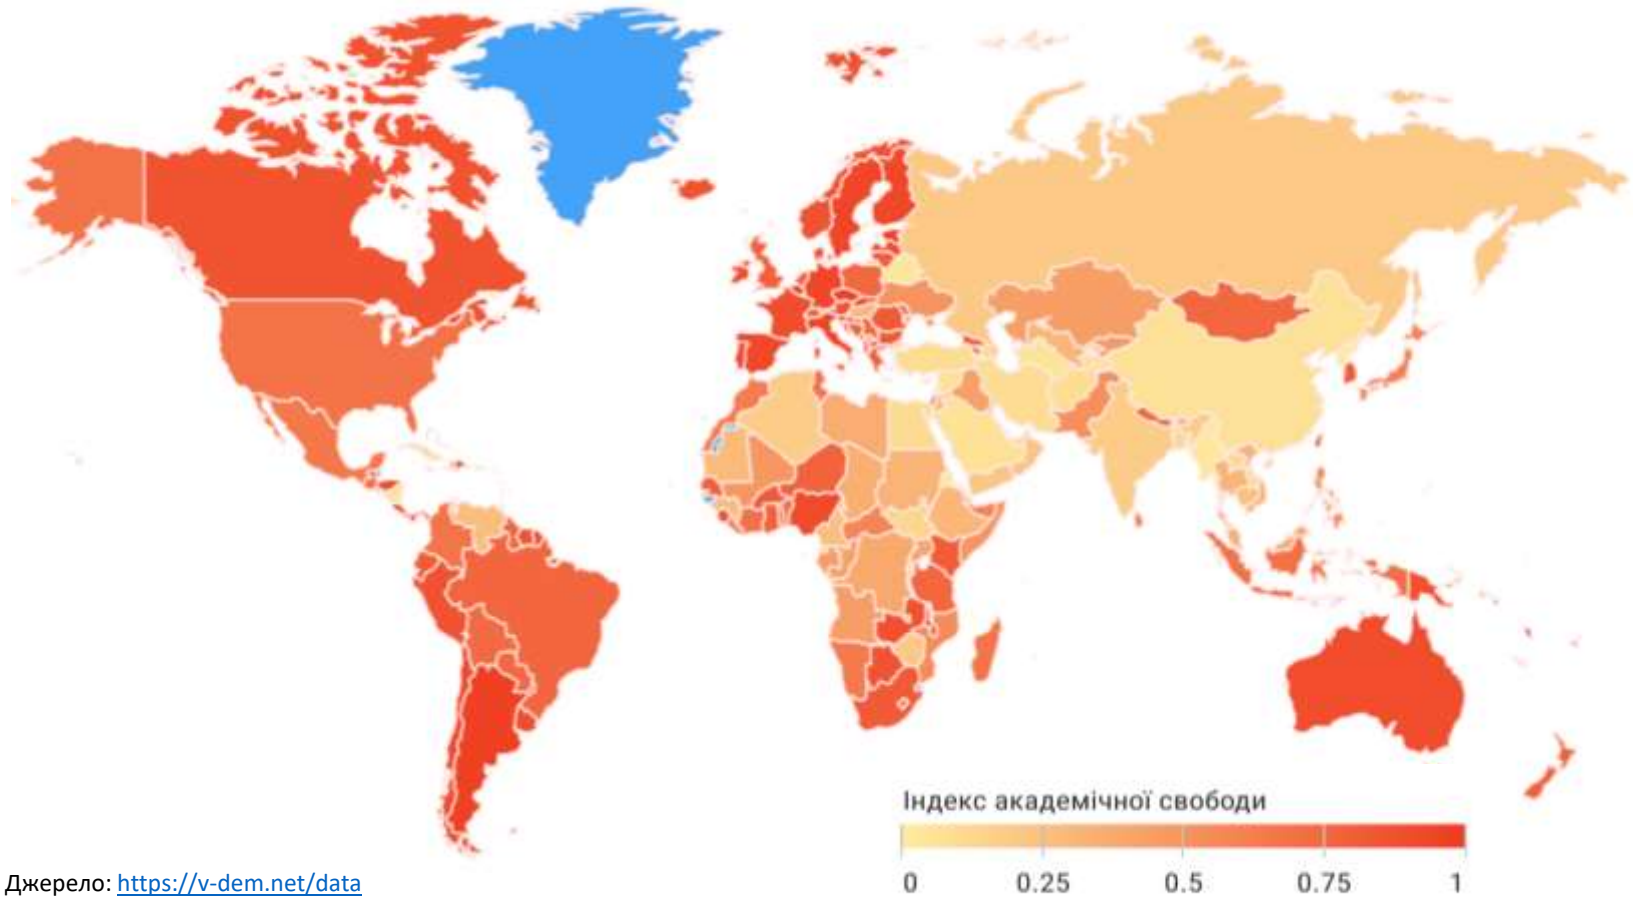 Індекс академічної свободи
0 0.25 0.5 0.75 1
Джерело: https://v-dem.net/data